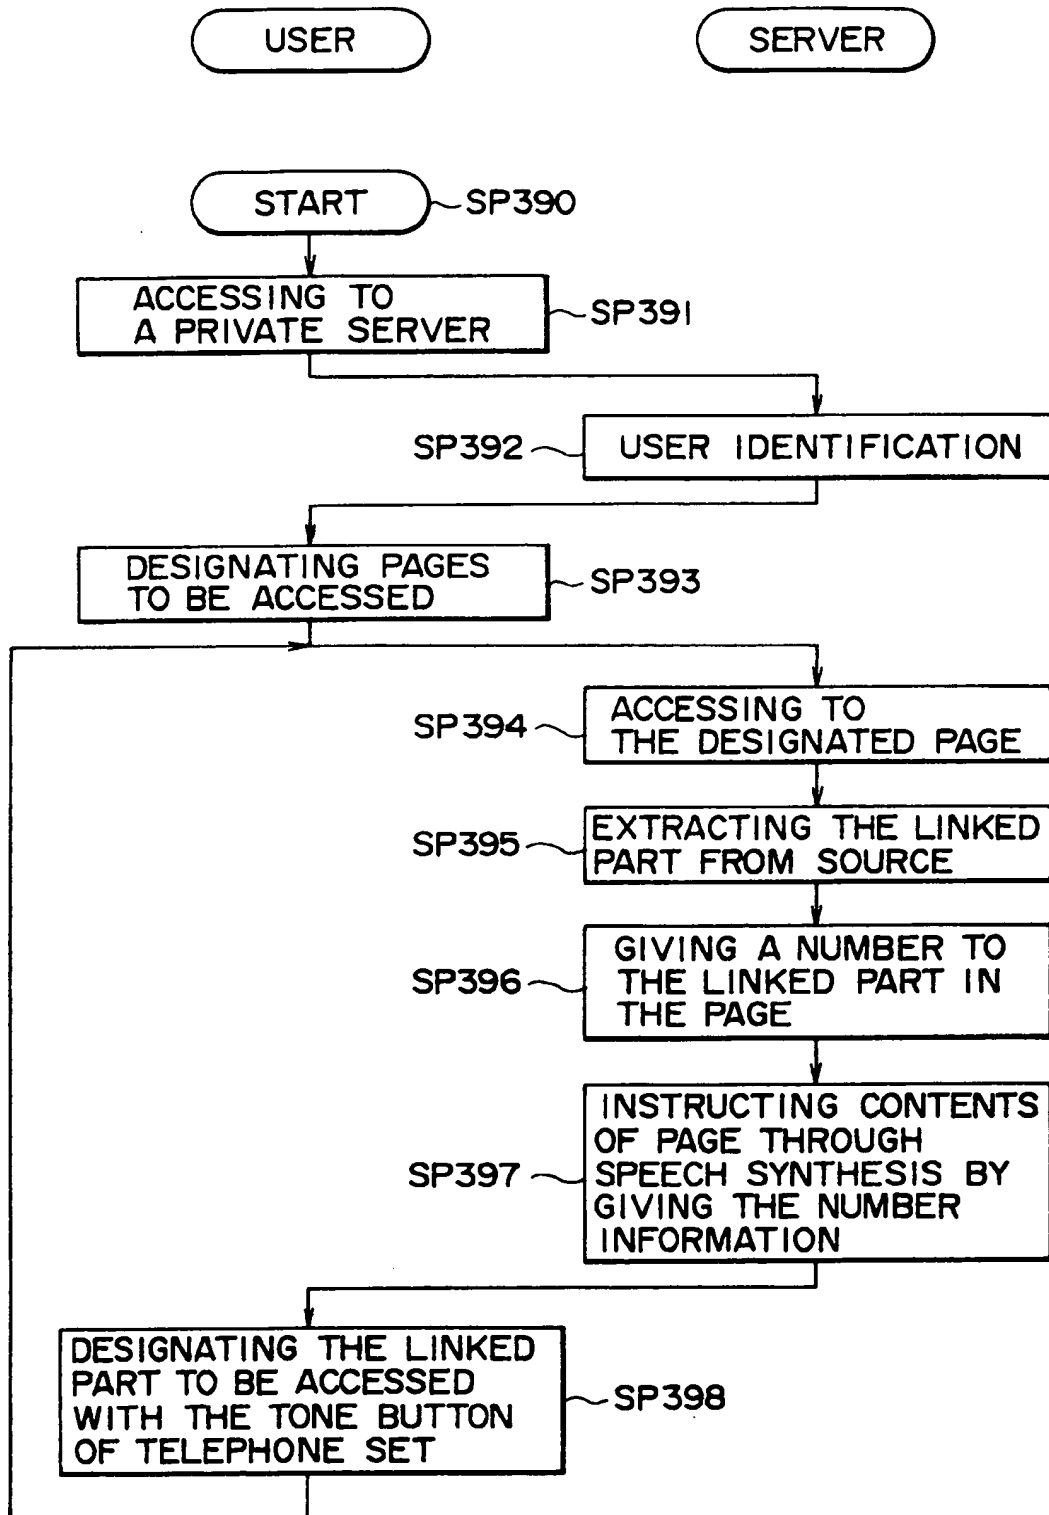 USER
SERVER
START
SP390
ACCESSING TO
A PRIVATE SERVER
SP391
SP392
USER IDENTIFICATION
DESIGNATING PAGES
TO BE ACCESSED
SP393
SP394
ACCESSING TO
THE DESIGNATED PAGE
SP395
EXTRACTING THE LINKED
PART FROM SOURCE
SP396
GIVING A NUMBER TO
THE LINKED PART IN
THE PAGE
SP397
INSTRUCTING CONTENTS
OF PAGE THROUGH
SPEECH SYNTHESIS BY
GIVING THE NUMBER
INFORMATION
DESIGNATING THE LINKED
PART TO BE ACCESSED
WITH THE TONE BUTTON
OF TELEPHONE SET
SP398